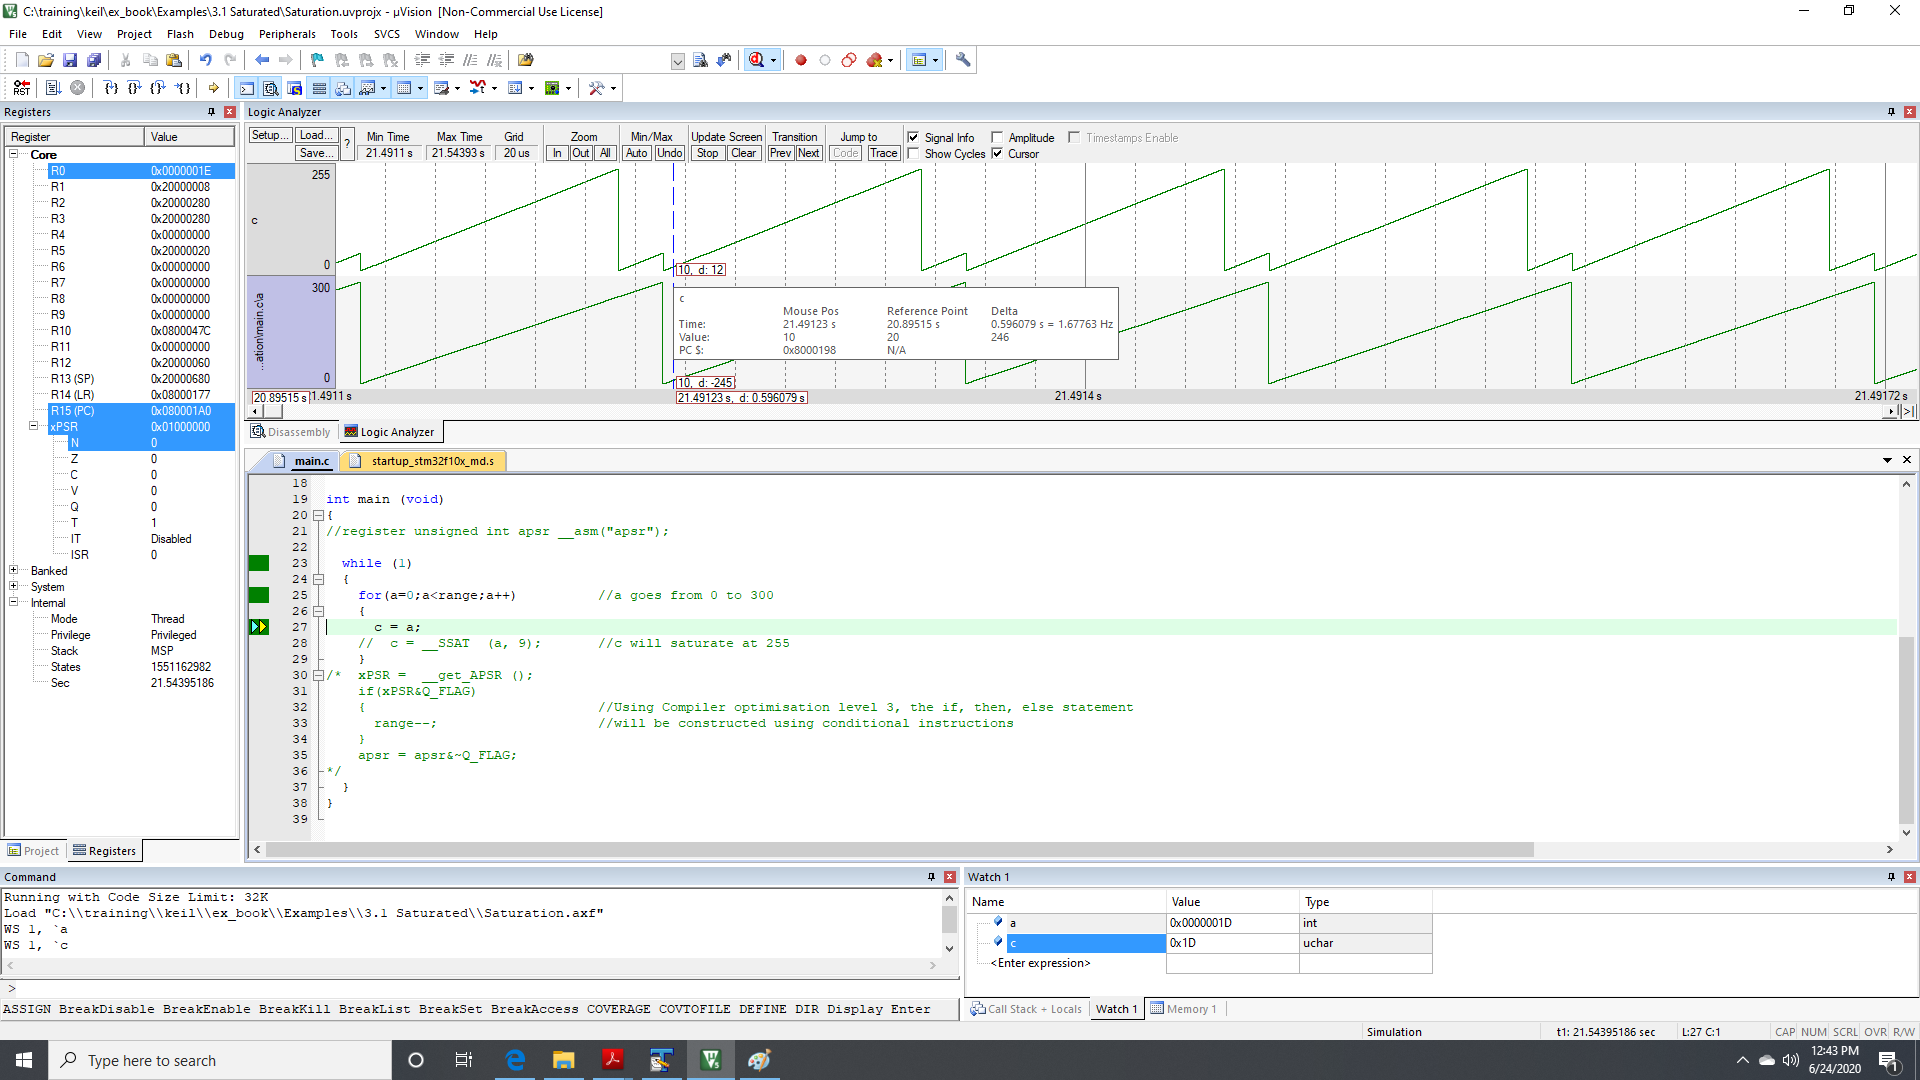 C:\training\keil\ex_book\Examples\3.1 Saturated\Saturation.uvprojx - µVision [Non-Commercial Use License]
File Edit View Project Flash Debug Peripherals Tools SVCS Window Help
Registers
Register Value
Core
R0 0x0000001E
R1 0x20000008
R2 0x20000280
R3 0x20000280
R4 0x00000000
R5 0x20000020
R6 0x00000000
R7 0x00000000
R8 0x00000000
R9 0x00000000
R10 0x0800047C
R11 0x00000000
R12 0x20000060
R13 (SP) 0x20000680
R14 (LR) 0x08000177
R15 (PC) 0x080001A0
xPSR 0x01000000
N 0
Z 0
C 0
V 0
Q 0
T 1
IT Disabled
ISR 0
Banked
System
Internal
Mode Thread
Privilege Privileged
Stack MSP
States 1551162982
Sec 21.54395186
Project Registers
Logic Analyzer
Setup... Load... Min Time Max Time Grid Zoom Min/Max Update Screen Transition Jump to Signal Info Amplitude Timestamps Enable
Save... ? 21.4911 s 21.54393 s 20 us In Out All Auto Undo Stop Clear Prev Next Code Trace Show Cycles Cursor
255
c
0
10, d: 12
300
...ation\main.c\a
0
c
Mouse Pos Reference Point Delta
Time: 21.49123 s 20.89515 s 0.596079 s = 1.67763 Hz
Value: 10 20 246
PC $: 0x8000198 N/A
10, d: -245
20.89515 s 21.4911 s 21.49123 s, d: 0.596079 s 21.4914 s 21.49172 s
Disassembly Logic Analyzer
main.c startup_stm32f10x_md.s
18
19 int main (void)
20 {
21 //register unsigned int apsr __asm("apsr");
22
23 while (1)
24 {
25 for(a=0;a<range;a++) //a goes from 0 to 300
26 {
27 c = a;
28 // c = __SSAT (a, 9); //c will saturate at 255
29 }
30 /* xPSR = __get_APSR ();
31 if(xPSR&Q_FLAG)
32 { //Using Compiler optimisation level 3, the if, then, else statement
33 range--; //will be constructed using conditional instructions
34 }
35 apsr = apsr&~Q_FLAG;
36 */
37 }
38 }
39
Command
Running with Code Size Limit: 32K
Load "C:\\training\\keil\\ex_book\\Examples\\3.1 Saturated\\Saturation.axf"
WS 1, `a
WS 1, `c
>
ASSIGN BreakDisable BreakEnable BreakKill BreakList BreakSet BreakAccess COVERAGE COVTOFILE DEFINE DIR Display Enter
Watch 1
Name Value Type
a 0x0000001D int
c 0x1D uchar
<Enter expression>
Call Stack + Locals Watch 1 Memory 1
Simulation t1: 21.54395186 sec L:27 C:1 CAP NUM SCRL OVR R/W
Type here to search
12:43 PM
6/24/2020
1